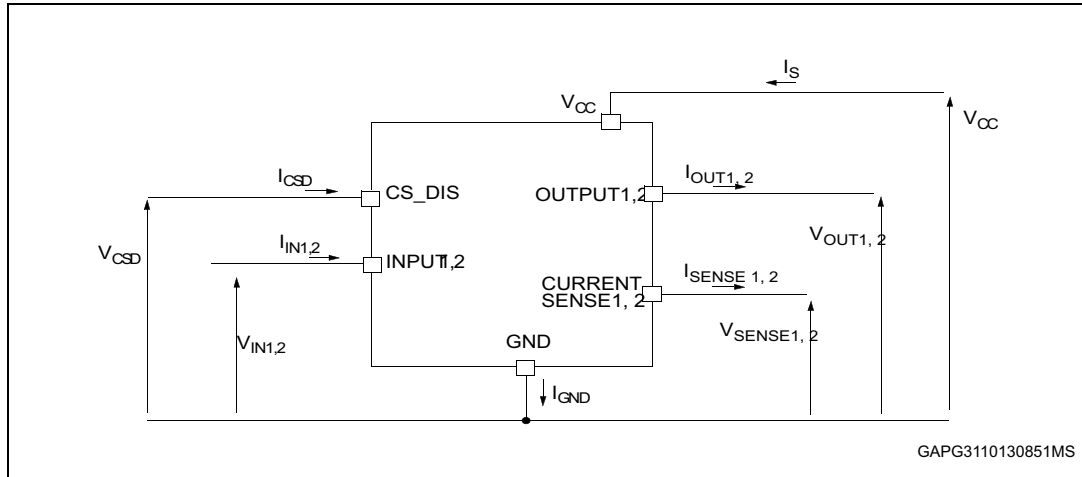 I_S
V_CC
V_CC
I_CSD
CS_DIS
OUTPUT1,2
I_OUT1, 2
V_CSD
I_IN1,2
INPUT1,2
V_OUT1, 2
CURRENT
SENSE1, 2
I_SENSE 1, 2
V_IN1,2
GND
V_SENSE1, 2
I_GND
GAPG3110130851MS